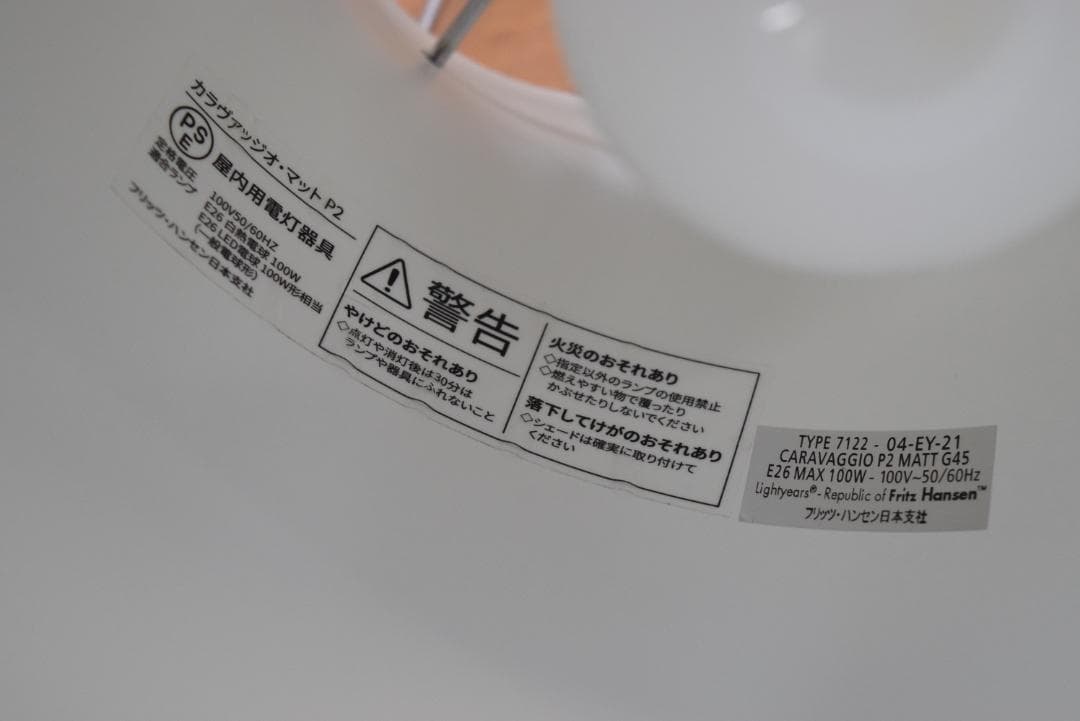 カラヴァッジオ・マット P2
PSE 屋内用電灯器具
定格電圧 100V50/60HZ
適合ランプ E26 白熱電球 100W
E26 LED電球 100W形相当
(一般電球形)
フリッツ・ハンセン日本支社
警告
やけどのおそれあり
◇点灯や消灯後は30分は
ランプや器具にふれないこと
火災のおそれあり
◇指定以外のランプの使用禁止
◇燃えやすい物で覆ったり
かぶせたりしないでください
落下してけがのおそれあり
◇シェードは確実に取り付けて
ください
TYPE 7122 - 04-EY-21
CARAVAGGIO P2 MATT G45
E26 MAX 100W - 100V~50/60Hz
Lightyears® - Republic of Fritz Hansen™
フリッツ・ハンセン日本支社